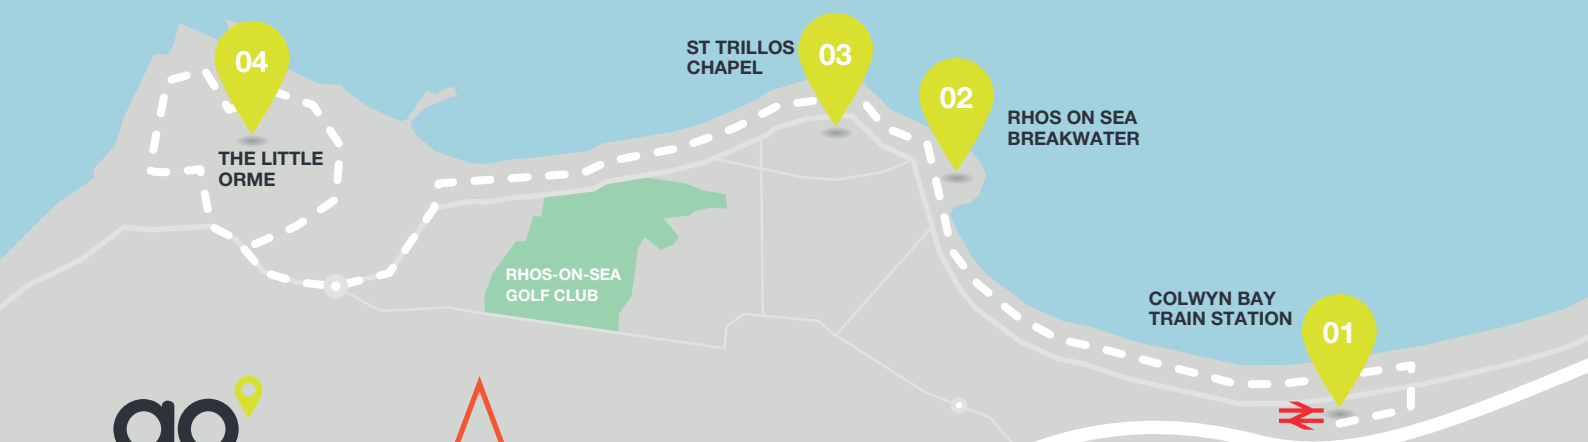 04
THE LITTLE
ORME
ST TRILLOS
CHAPEL
03
02
RHOS ON SEA
BREAKWATER
RHOS-ON-SEA
GOLF CLUB
COLWYN BAY
TRAIN STATION
01